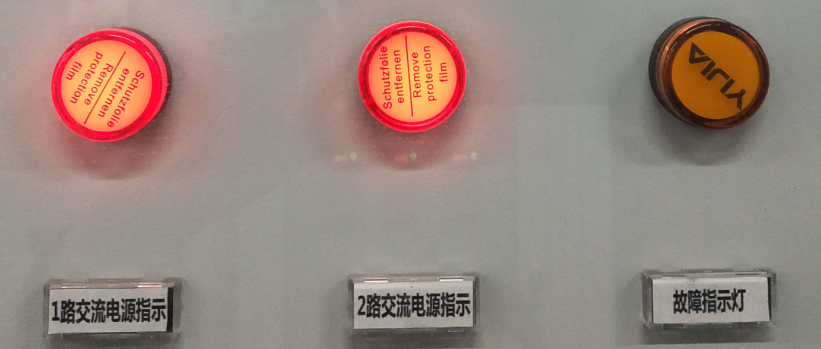 Schutzfolie
entfernen
Remove
protection
film
Schutzfolie
entfernen
Remove
protection
film
YIJIA
1路交流电源指示
2路交流电源指示
故障指示灯